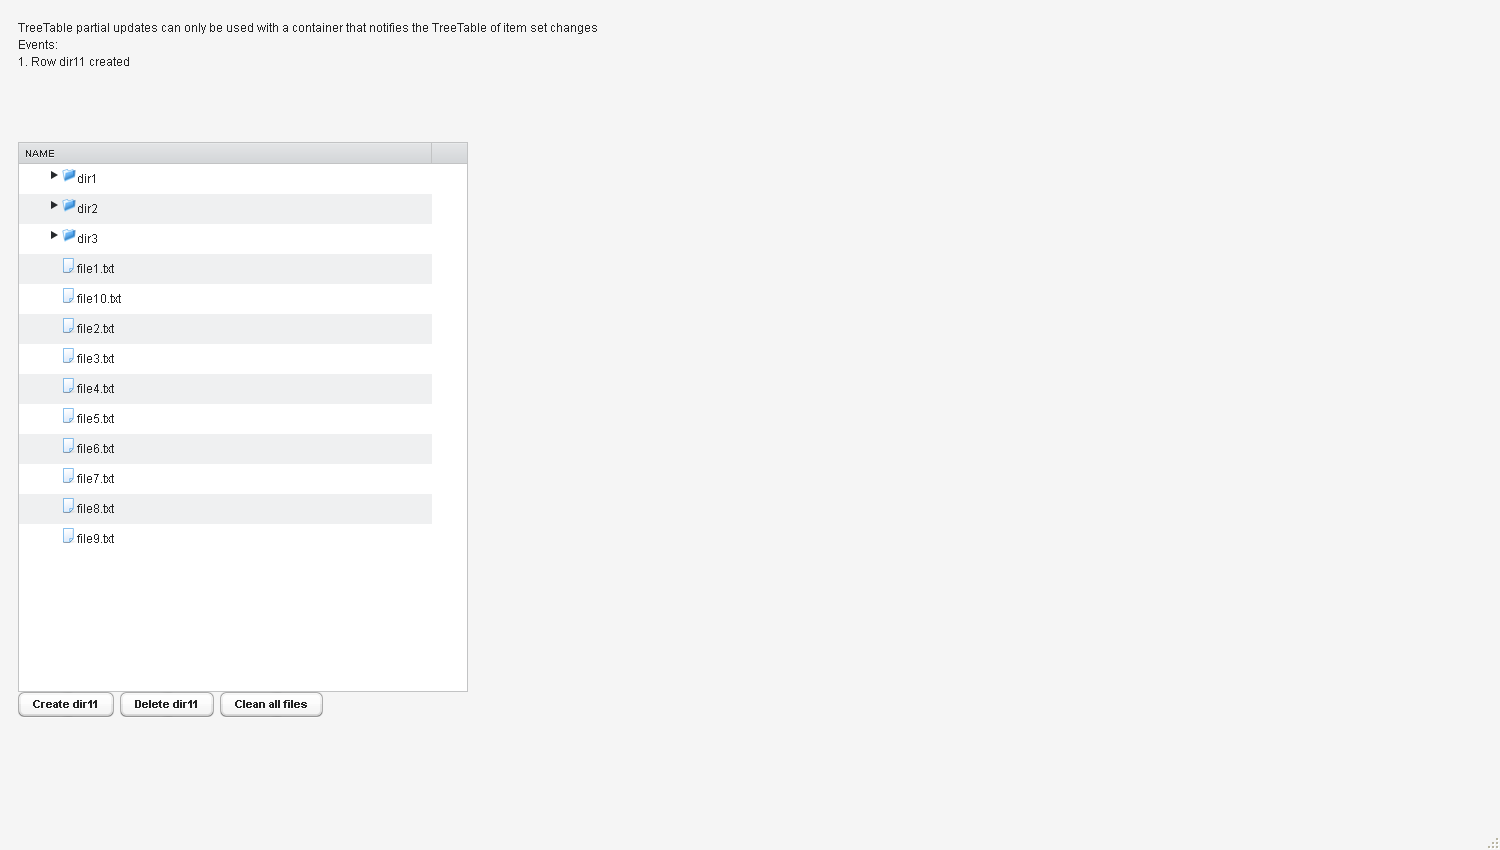 TreeTable partial updates can only be used with a container that notifies the TreeTable of item set changes
Events:
1. Row dir11 created
NAME
dir1
dir2
dir3
file1.txt
file10.txt
file2.txt
file3.txt
file4.txt
file5.txt
file6.txt
file7.txt
file8.txt
file9.txt
Create dir11 Delete dir11 Clean all files